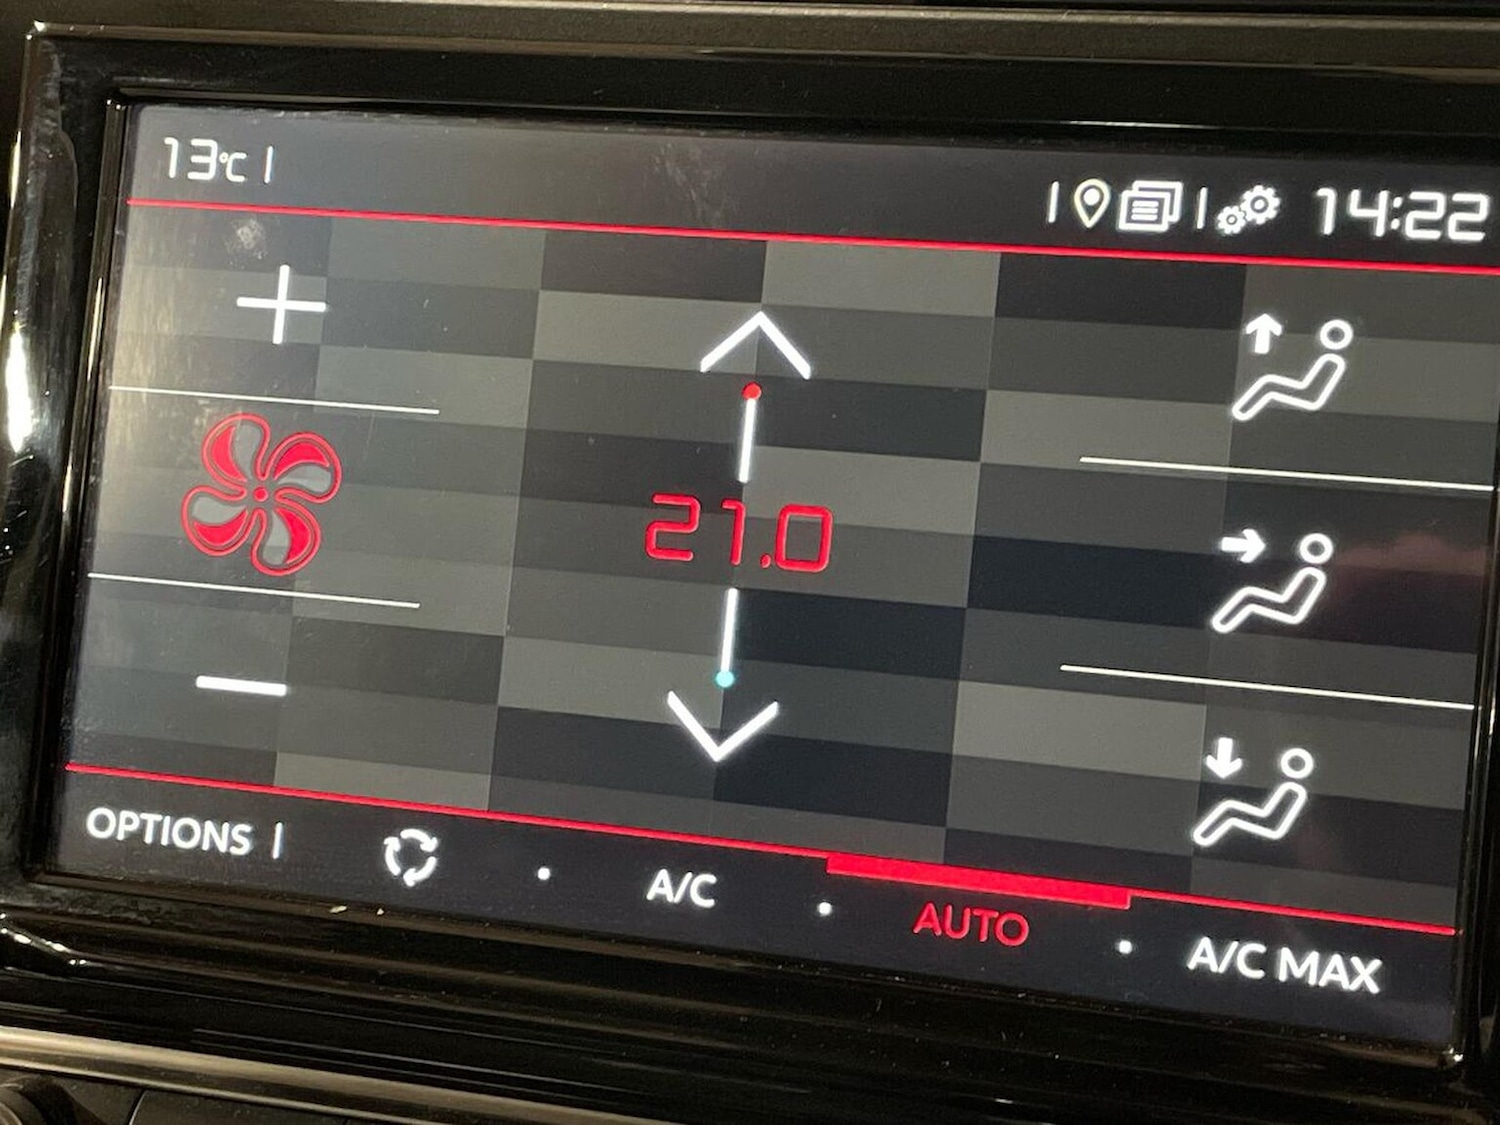 13°C
14:22
21.0
OPTIONS
A/C
AUTO
A/C MAX